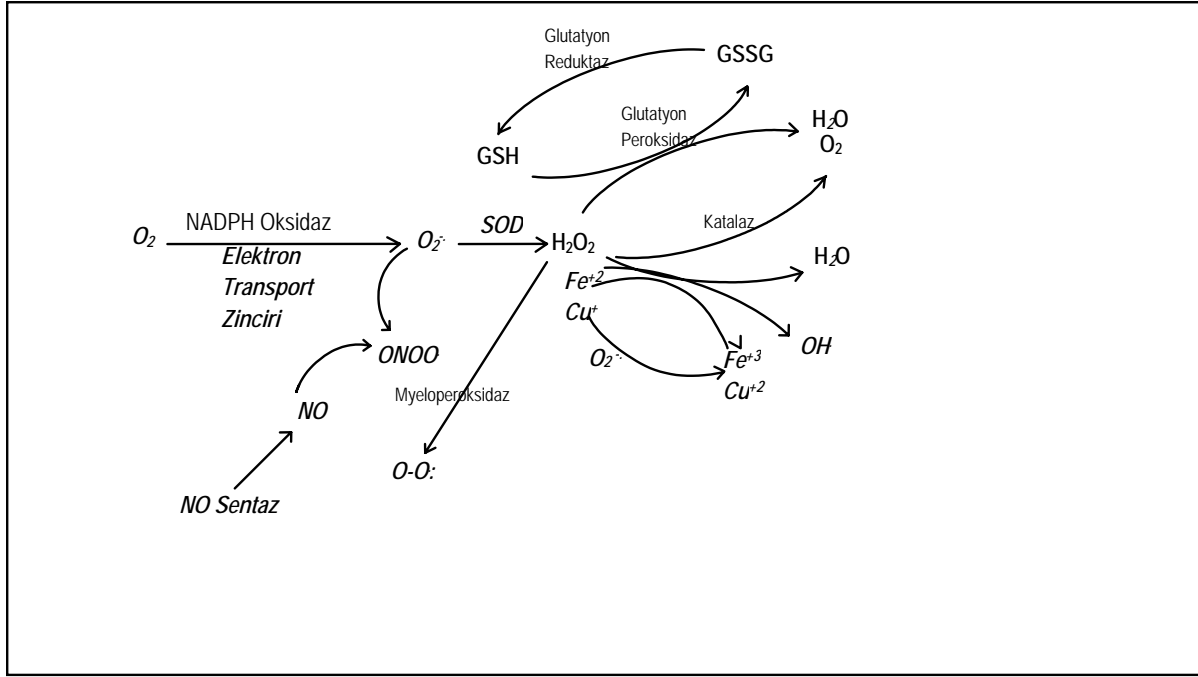 Glutatyon
Reduktaz
GSSG
Glutatyon
Peroksidaz
H₂O
O₂
GSH
Katalaz
NADPH Oksidaz
SOD
O₂
O₂⁻·
H₂O₂
H₂O
Elektron
Transport
Zinciri
Fe⁺²
Cu⁺
ONOO
O₂⁻·
Fe⁺³
OH
Cu⁺²
Myeloperoksidaz
NO
O-O:
NO Sentaz